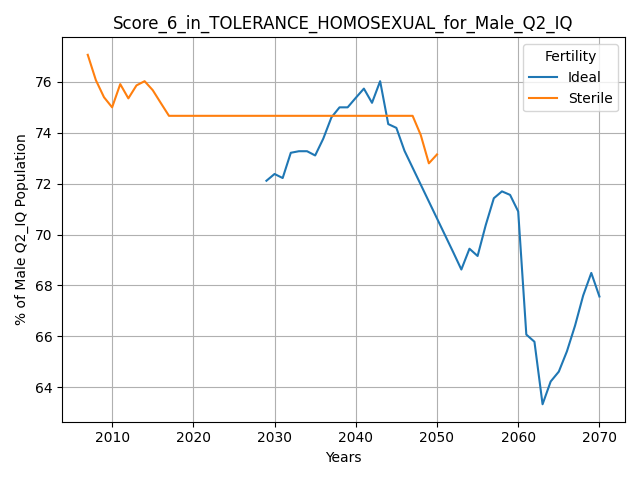 Score_6_in_TOLERANCE_HOMOSEXUAL_for_Male_Q2_IQ
Fertility
Ideal
Sterile
% of Male Q2_IQ Population
76
74
72
70
68
66
64
2010 2020 2030 2040 2050 2060 2070
Years